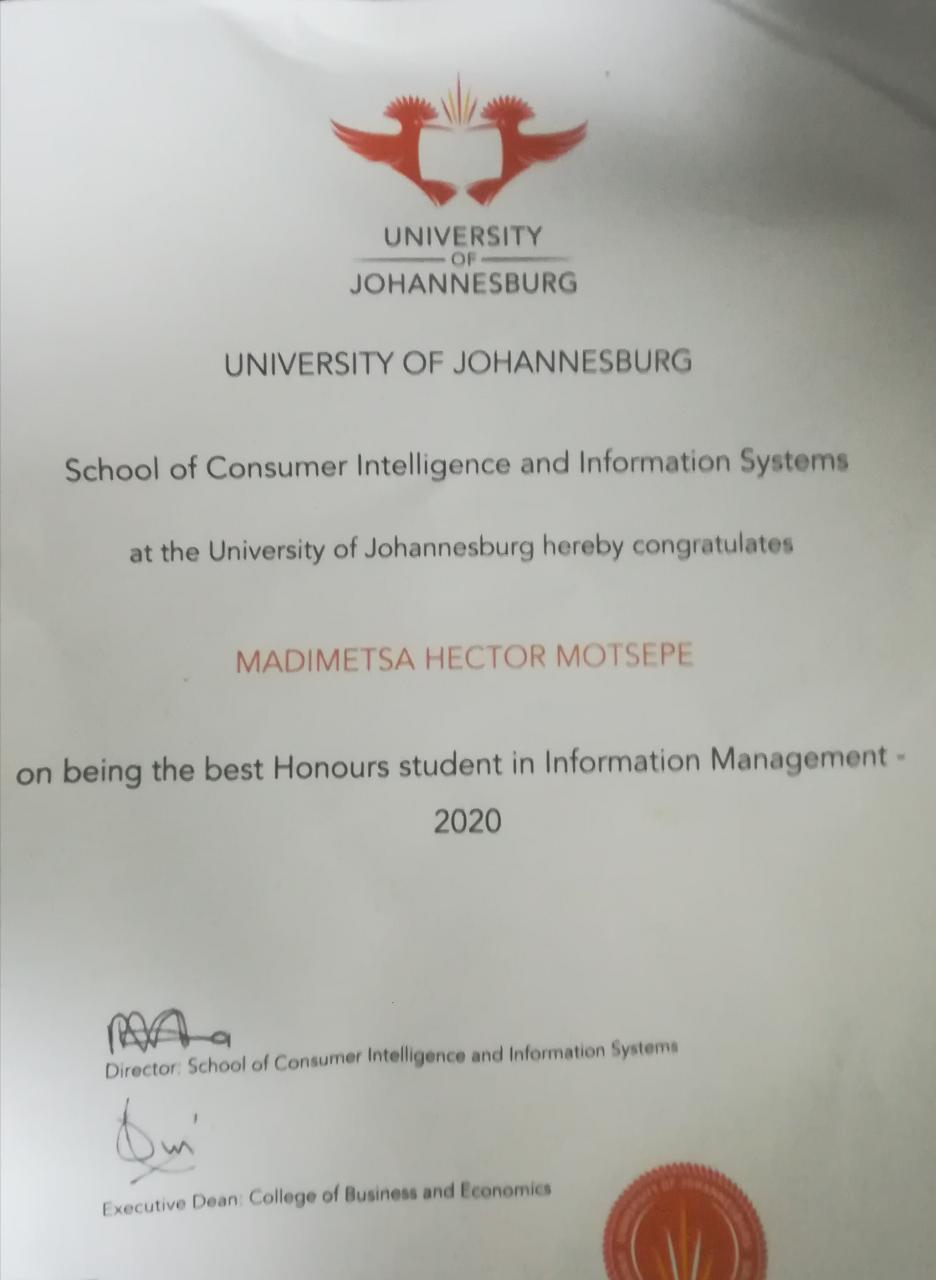 UNIVERSITY
OF
JOHANNESBURG
UNIVERSITY OF JOHANNESBURG
School of Consumer Intelligence and Information Systems
at the University of Johannesburg hereby congratulates
MADIMETSA HECTOR MOTSEPE
on being the best Honours student in Information Management -
2020
Director: School of Consumer Intelligence and Information Systems
Executive Dean: College of Business and Economics